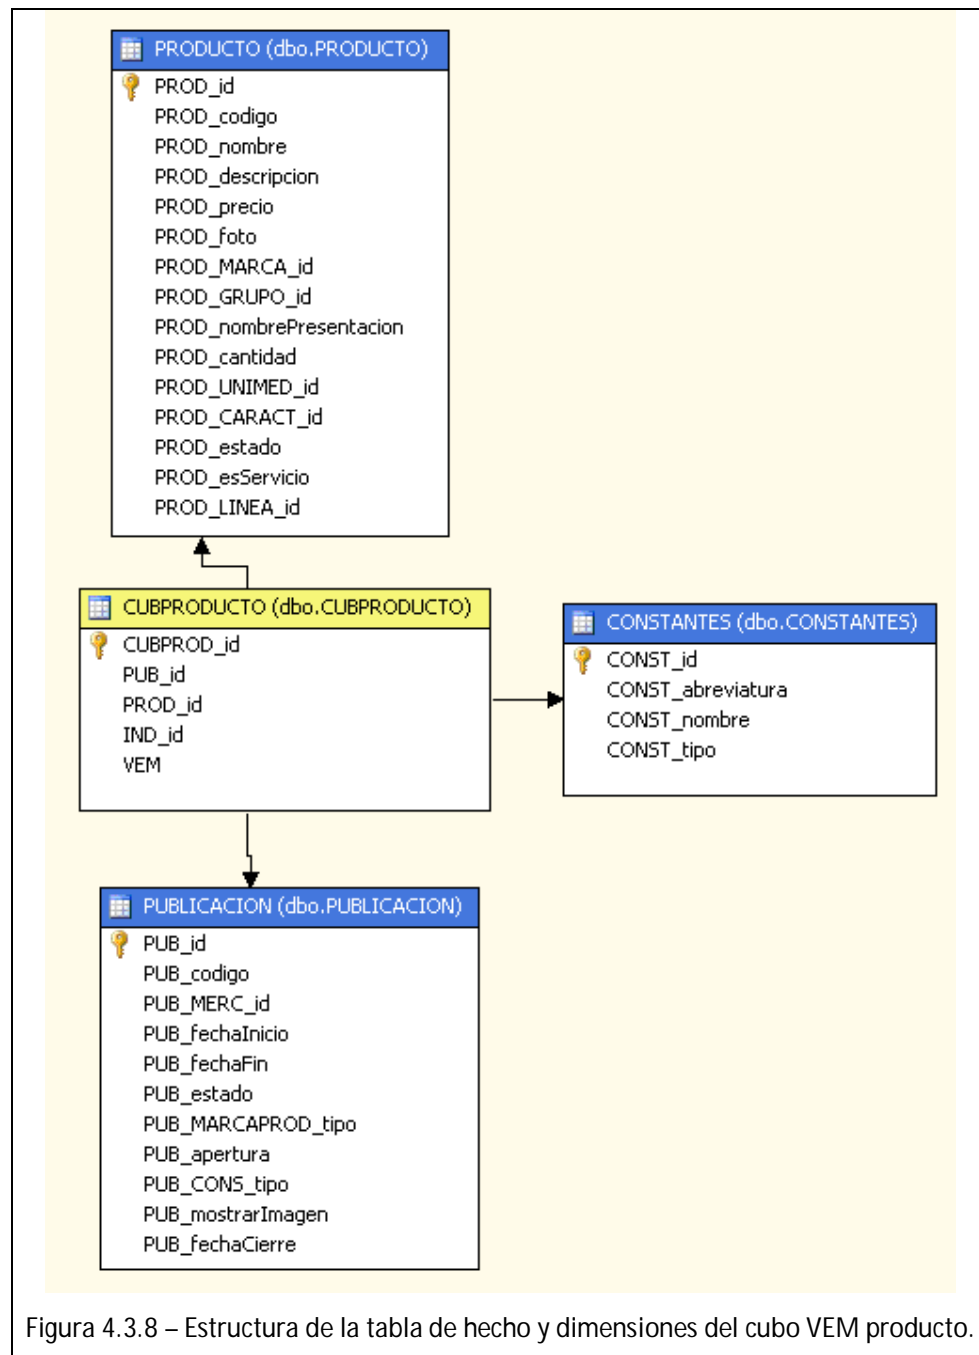 PRODUCTO (dbo.PRODUCTO)
PROD_id
PROD_codigo
PROD_nombre
PROD_descripcion
PROD_precio
PROD_foto
PROD_MARCA_id
PROD_GRUPO_id
PROD_nombrePresentacion
PROD_cantidad
PROD_UNIMED_id
PROD_CARACT_id
PROD_estado
PROD_esServicio
PROD_LINEA_id
CUBPRODUCTO (dbo.CUBPRODUCTO)
CUBPROD_id
PUB_id
PROD_id
IND_id
VEM
CONSTANTES (dbo.CONSTANTES)
CONST_id
CONST_abreviatura
CONST_nombre
CONST_tipo
PUBLICACION (dbo.PUBLICACION)
PUB_id
PUB_codigo
PUB_MERC_id
PUB_fechaInicio
PUB_fechaFin
PUB_estado
PUB_MARCAPROD_tipo
PUB_apertura
PUB_CONS_tipo
PUB_mostrarImagen
PUB_fechaCierre
Figura 4.3.8 – Estructura de la tabla de hecho y dimensiones del cubo VEM producto.